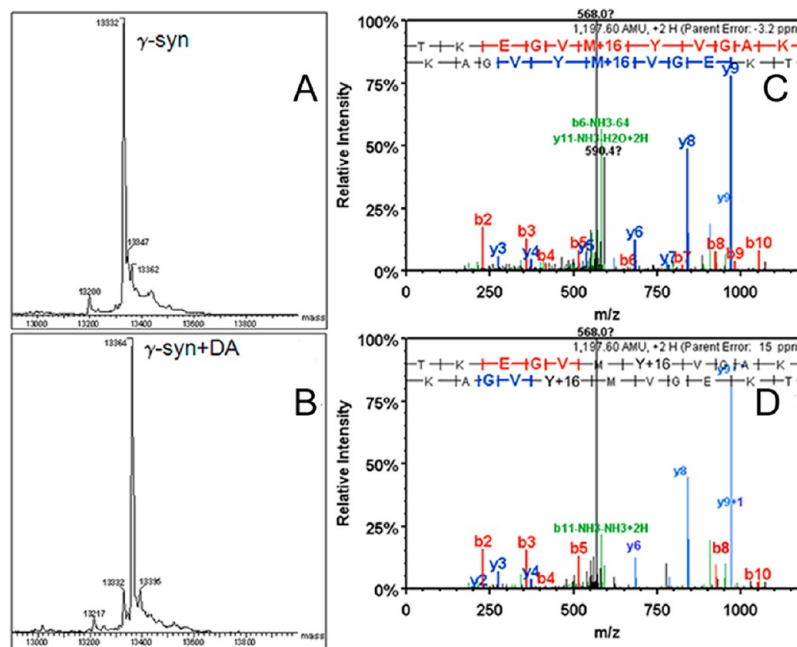 γ-syn
A
13332
13347
13362
13200
13000 13200 13400 13600 13800 mass
γ-syn+DA
B
13364
13332
13395
13217
13000 13200 13400 13600 13800 mass
568.0?
1,197.60 AMU, +2 H (Parent Error: -3.2 ppm
T K E G V M+16 Y V G A K
K A G V Y M+16 V G E K T
C
100%
75%
50%
25%
0%
Relative Intensity
y9
b6-NH3-64
y11-NH3-H2O+2H
590.4?
y8
y9
b2
y3
b3
y4
b4
b5
y5
b6
y6
y7
b7
b8
b9
b10
0 250 500 750 1000
m/z
568.0?
1,197.60 AMU, +2 H (Parent Error: 15 ppm
T K E G V M Y+16 V G A K
K A G V Y+16 M V G E K T
D
100%
75%
50%
25%
0%
Relative Intensity
y8
y9+1
b11-NH3-NH3+2H
b2
y2
y3
b3
y4
b4
b5
y6
b8
b10
0 250 500 750 1000
m/z